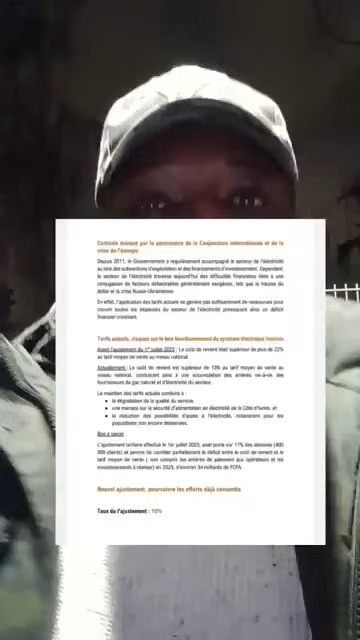 Contexte marqué par la persistance de la Conjoncture internationale et de la
crise de l'énergie
Depuis 2011, le Gouvernement a régulièrement accompagné le secteur de l'électricité
au titre des subventions d'exploitation et des financements d'investissement. Cependant,
le secteur de l'électricité traverse aujourd'hui des difficultés financières liées à une
conjugaison de facteurs défavorables généralement exogènes, tels que la hausse du
dollar et la crise Russo-Ukrainienne.
En effet, l'application des tarifs actuels ne génère pas suffisamment de ressources pour
couvrir toutes les dépenses du secteur de l'électricité provoquant ainsi un déficit
financier croissant.
Tarifs actuels, risques sur le bon fonctionnement du système électrique ivoirien
Avant l'ajustement du 1er juillet 2023 : Le coût de revient était supérieur de plus de 22%
au tarif moyen de vente au niveau national
Actuellement : Le coût de revient est supérieur de 13% au tarif moyen de vente au
niveau national, conduisant ainsi à une accumulation des arriérés vis-à-vis des
fournisseurs de gaz naturel et d'électricité du secteur.
Le maintien des tarifs actuels conduira à :
• la dégradation de la qualité du service,
• une menace sur la sécurité d'alimentation en électricité de la Côte d'Ivoire, et
• la réduction des possibilités d'accès à l'électricité, notamment pour les
populations non encore desservies.
Bon à savoir
L'ajustement tarifaire effectué le 1er juillet 2023, avait porté sur 11% des abonnés (400
000 clients) et permis de combler partiellement le déficit entre le coût de revient et le
tarif moyen de vente ( non compris les arriérés de paiement aux opérateurs et les
investissements à réaliser) en 2023, d'environ 34 milliards de FCFA.
Nouvel ajustement, poursuivre les efforts déjà consentis
Taux de l'ajustement : 10%